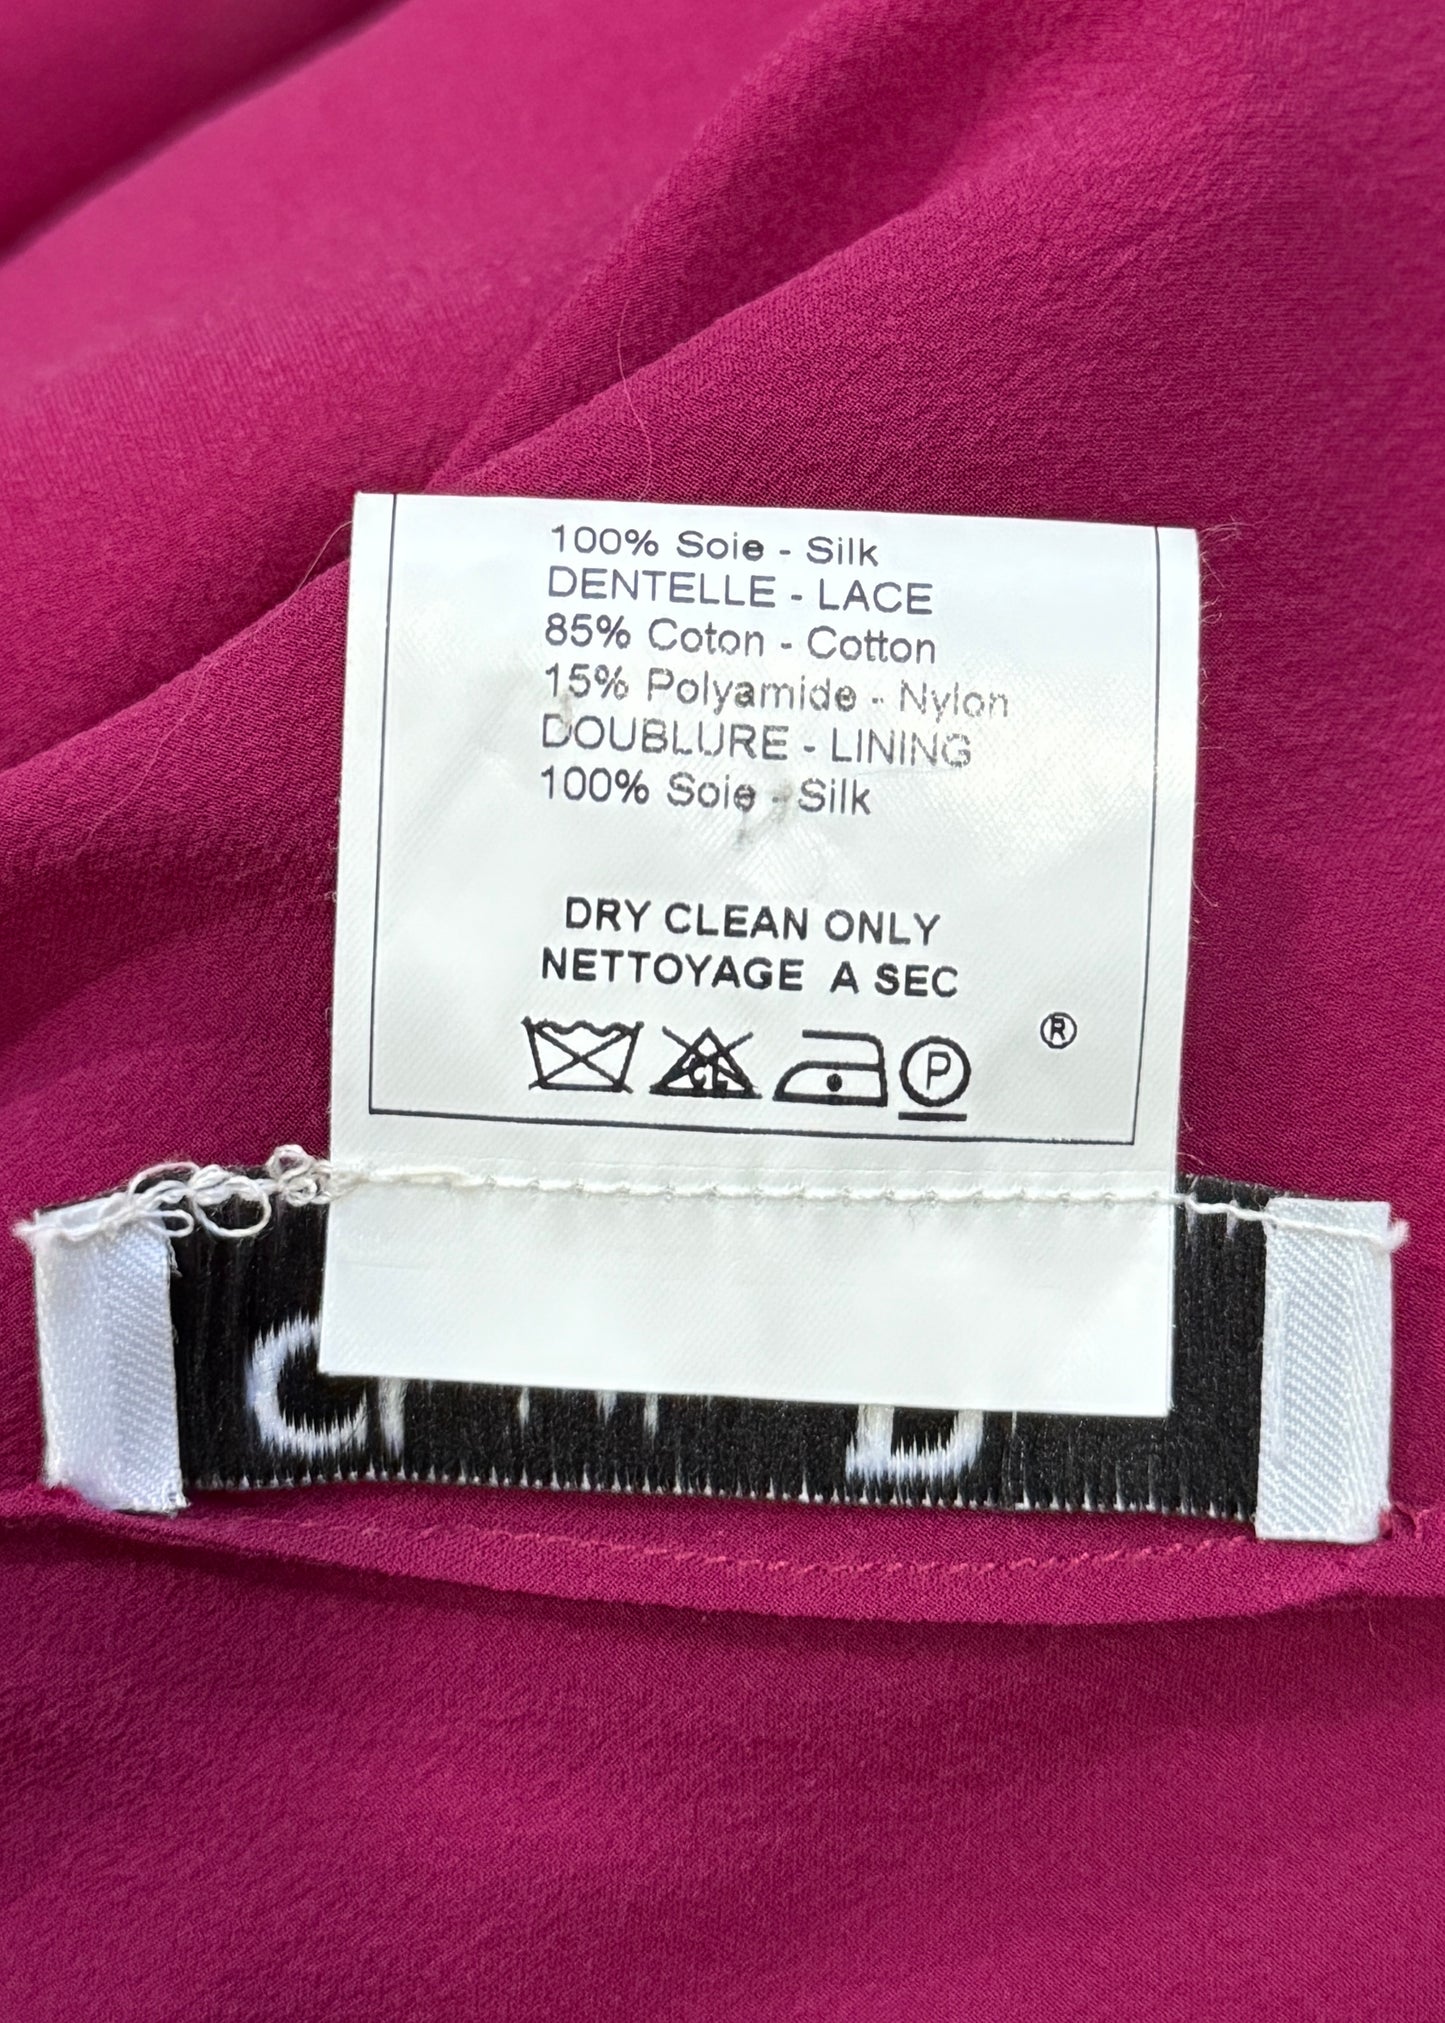 100% Soie - Silk
DENTELLE - LACE
85% Coton - Cotton
15% Polyamide - Nylon
DOUBLURE - LINING
100% Soie - Silk
DRY CLEAN ONLY
NETTOYAGE A SEC
®
CL P